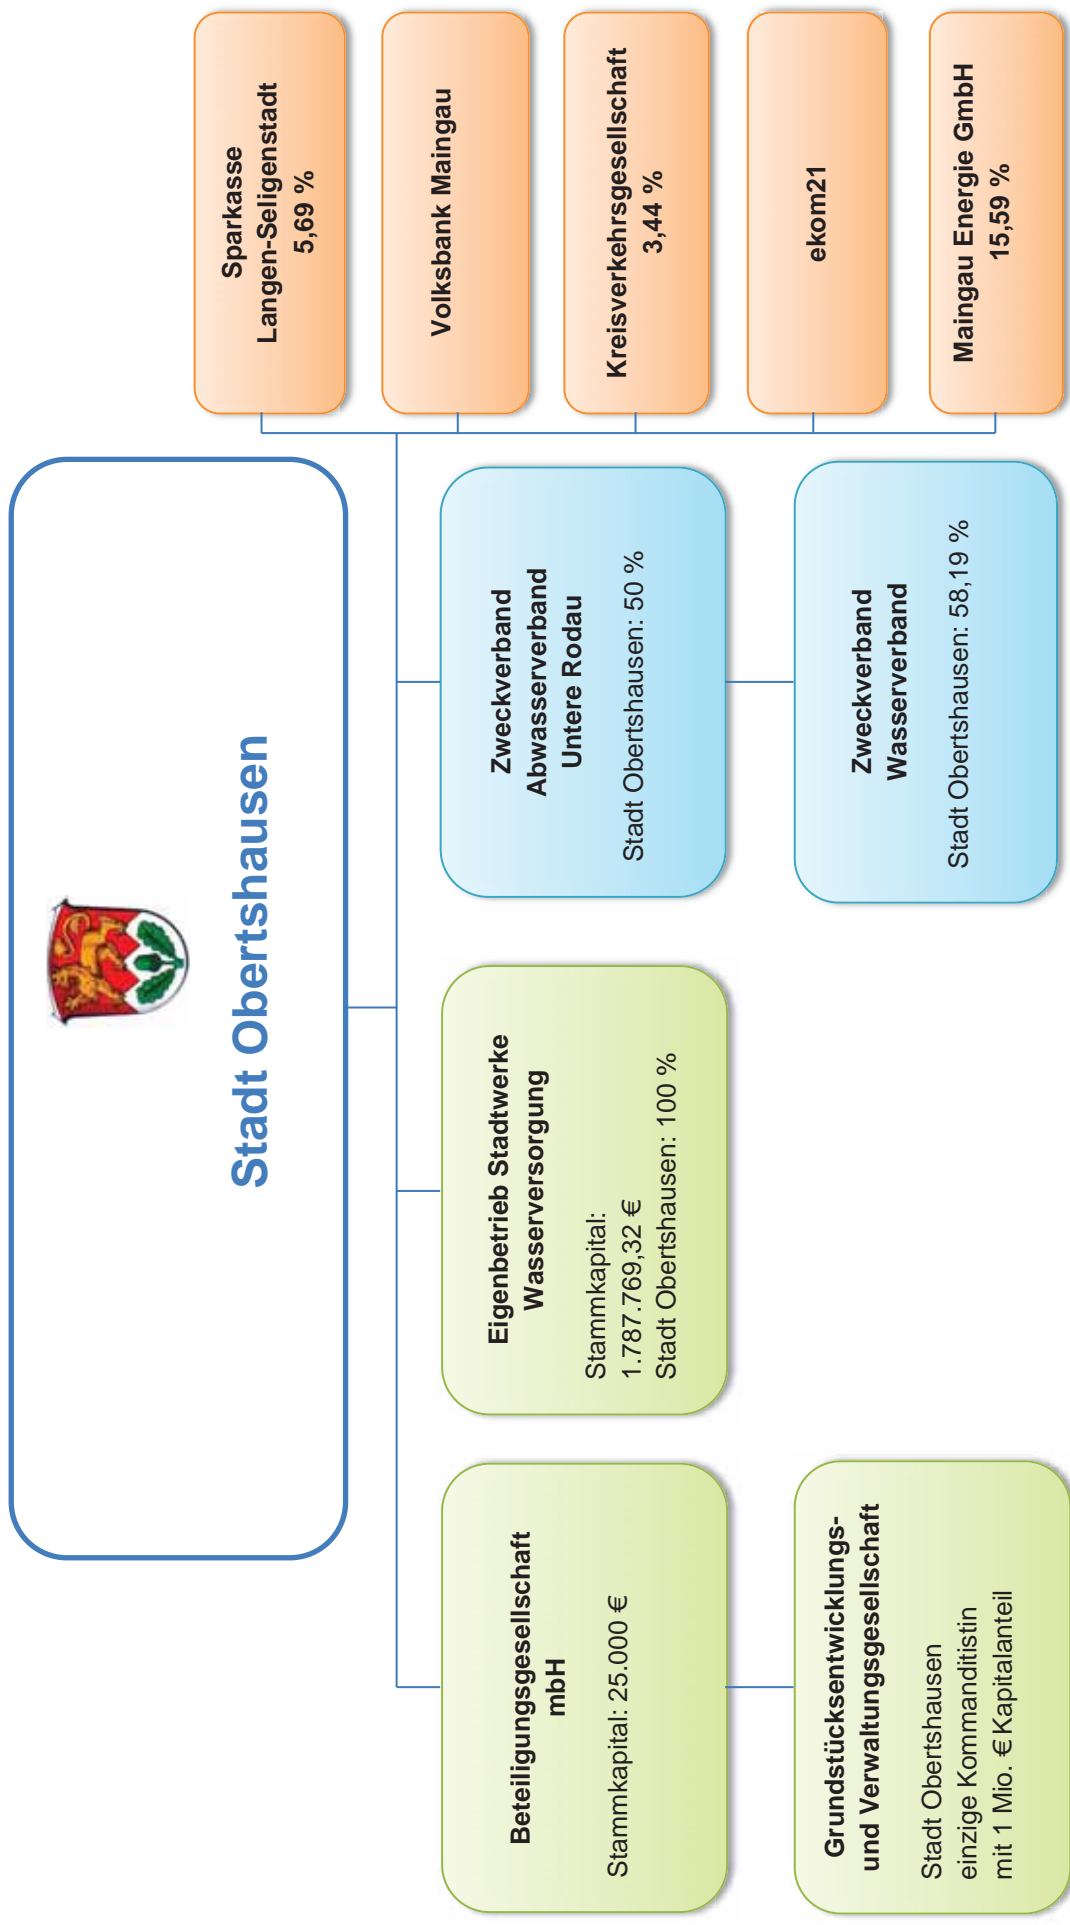 Stadt Obertshausen
Beteiligungsgesellschaft
mbH
Stammkapital: 25.000 €
Grundstücksentwicklungs-
und Verwaltungsgesellschaft
Stadt Obertshausen
einzige Kommanditistin
mit 1 Mio. € Kapitalanteil
Eigenbetrieb Stadtwerke
Wasserversorgung
Stammkapital:
1.787.769,32 €
Stadt Obertshausen: 100 %
Zweckverband
Abwasserverband
Untere Rodau
Stadt Obertshausen: 50 %
Zweckverband
Wasserverband
Stadt Obertshausen: 58,19 %
Sparkasse
Langen-Seligenstadt
5,69 %
Volksbank Maingau
Kreisverkehrsgesellschaft
3,44 %
ekom21
Maingau Energie GmbH
15,59 %